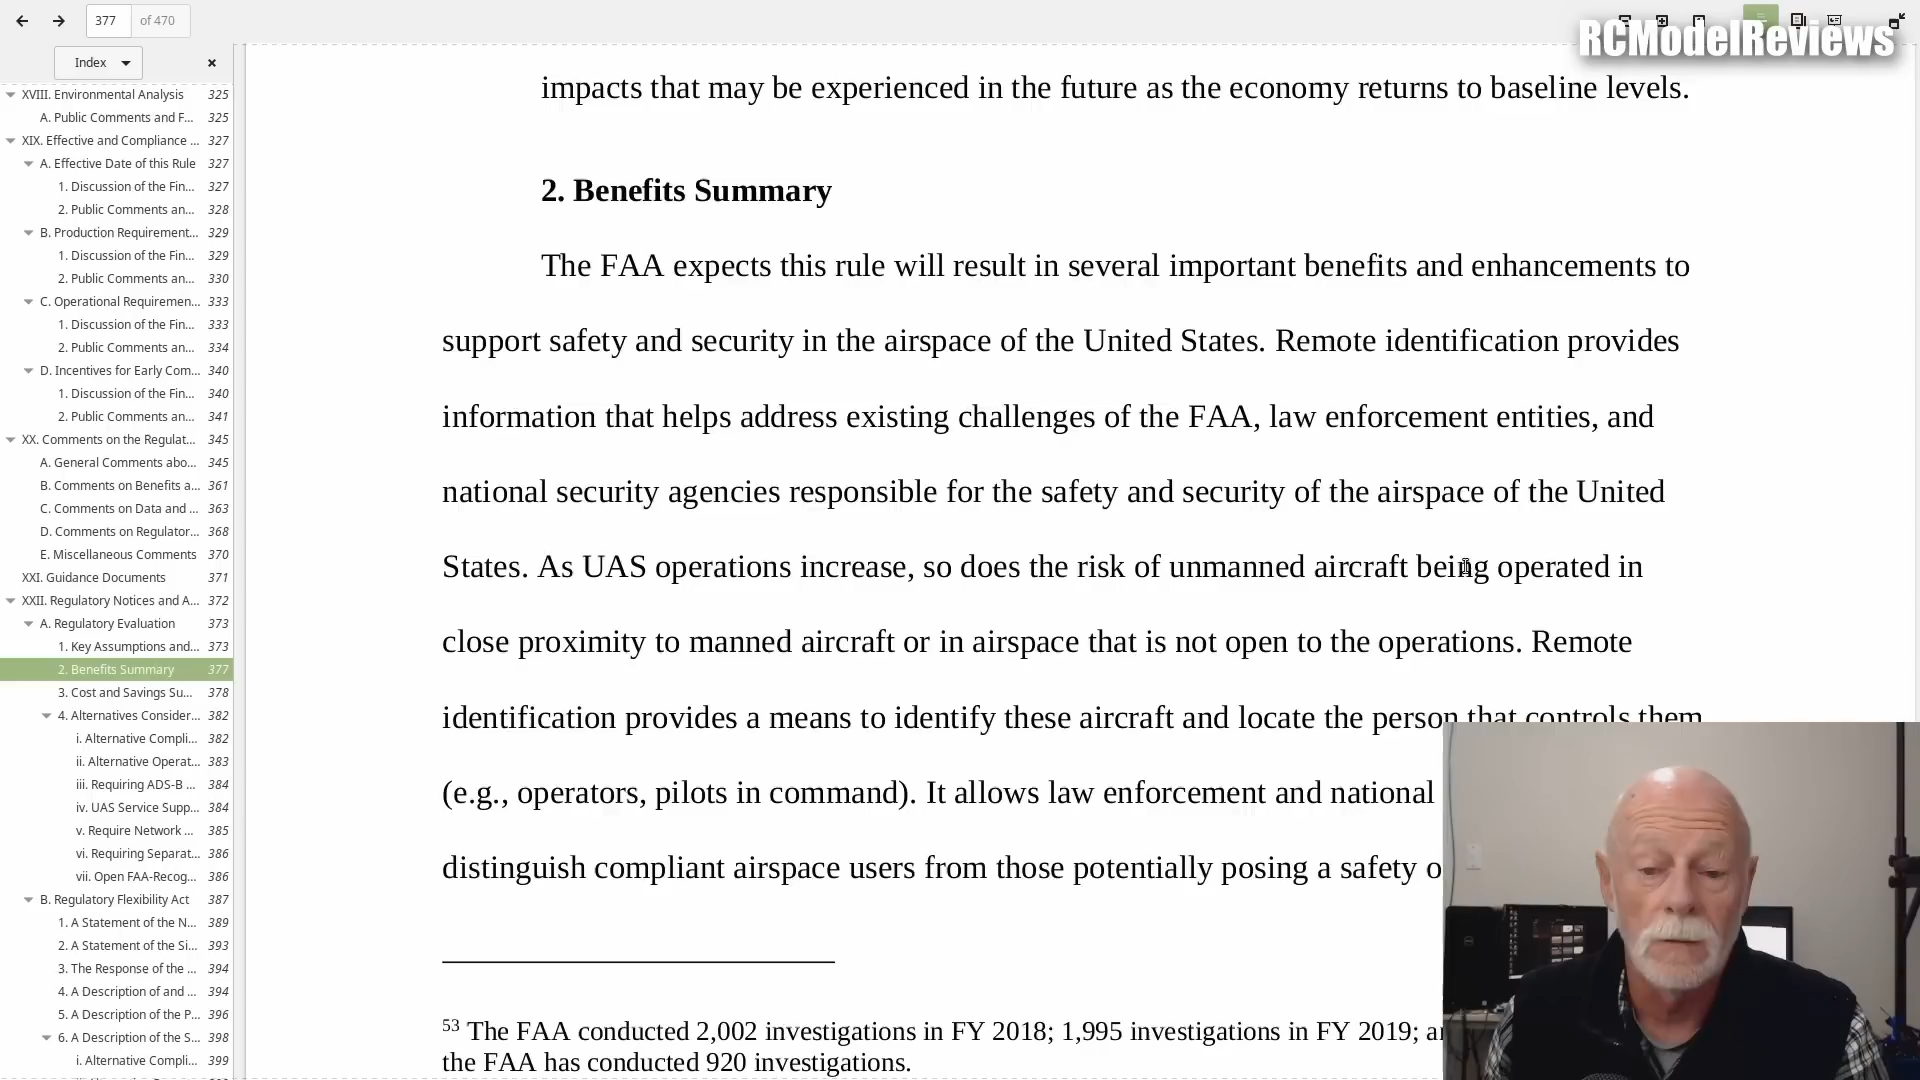 377
of 470
RCModelReviews
Index
XVIII. Environmental Analysis 325
A. Public Comments and F... 325
XIX. Effective and Compliance ... 327
A. Effective Date of this Rule 327
1. Discussion of the Fin... 327
2. Public Comments an... 328
B. Production Requirement... 329
1. Discussion of the Fin... 329
2. Public Comments an... 330
C. Operational Requiremen... 333
1. Discussion of the Fin... 333
2. Public Comments an... 334
D. Incentives for Early Com... 340
1. Discussion of the Fin... 340
2. Public Comments an... 341
XX. Comments on the Regulat... 345
A. General Comments abo... 345
B. Comments on Benefits a... 361
C. Comments on Data and ... 363
D. Comments on Regulator... 368
E. Miscellaneous Comments 370
XXI. Guidance Documents 371
XXII. Regulatory Notices and A... 372
A. Regulatory Evaluation 373
1. Key Assumptions and... 373
2. Benefits Summary 377
3. Cost and Savings Su... 378
4. Alternatives Consider... 382
i. Alternative Compli... 382
ii. Alternative Operat... 383
iii. Requiring ADS-B ... 384
iv. UAS Service Supp... 384
v. Require Network ... 385
vi. Requiring Separat... 386
vii. Open FAA-Recog... 386
B. Regulatory Flexibility Act 387
1. A Statement of the N... 389
2. A Statement of the Si... 393
3. The Response of the ... 394
4. A Description of and ... 394
5. A Description of the P... 396
6. A Description of the S... 398
i. Alternative Compli... 399
impacts that may be experienced in the future as the economy returns to baseline levels.
2. Benefits Summary
The FAA expects this rule will result in several important benefits and enhancements to
support safety and security in the airspace of the United States. Remote identification provides
information that helps address existing challenges of the FAA, law enforcement entities, and
national security agencies responsible for the safety and security of the airspace of the United
States. As UAS operations increase, so does the risk of unmanned aircraft being operated in
close proximity to manned aircraft or in airspace that is not open to the operations. Remote
identification provides a means to identify these aircraft and locate the person that controls them
(e.g., operators, pilots in command). It allows law enforcement and national
distinguish compliant airspace users from those potentially posing a safety o
53 The FAA conducted 2,002 investigations in FY 2018; 1,995 investigations in FY 2019; a
the FAA has conducted 920 investigations.